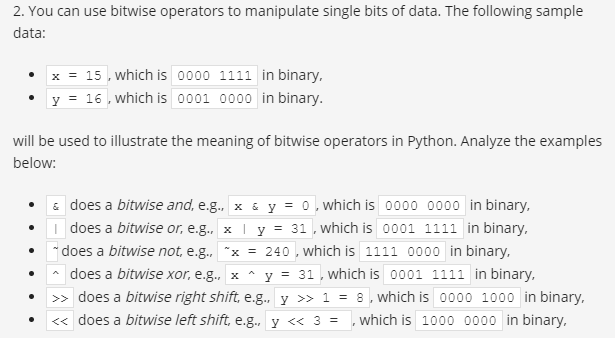 2. You can use bitwise operators to manipulate single bits of data. The following sample
data:
• x = 15 , which is 0000 1111 in binary,
• y = 16 , which is 0001 0000 in binary.
will be used to illustrate the meaning of bitwise operators in Python. Analyze the examples
below:
• & does a bitwise and, e.g., x & y = 0 , which is 0000 0000 in binary,
• | does a bitwise or, e.g., x | y = 31 , which is 0001 1111 in binary,
• ˜ does a bitwise not, e.g., ˜x = 240 , which is 1111 0000 in binary,
• ^ does a bitwise xor, e.g., x ^ y = 31 , which is 0001 1111 in binary,
• >> does a bitwise right shift, e.g., y >> 1 = 8 , which is 0000 1000 in binary,
• << does a bitwise left shift, e.g., y << 3 = , which is 1000 0000 in binary,